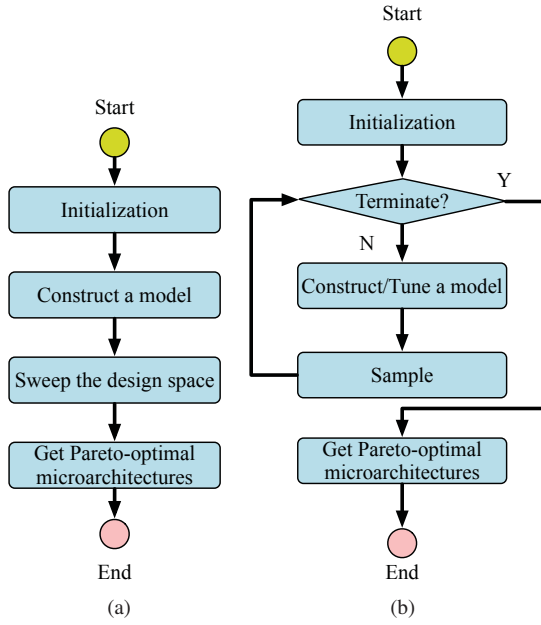 Start
Initialization
Construct a model
Sweep the design space
Get Pareto-optimal
microarchitectures
End
(a)
Start
Initialization
Terminate?
Y
N
Construct/Tune a model
Sample
Get Pareto-optimal
microarchitectures
End
(b)